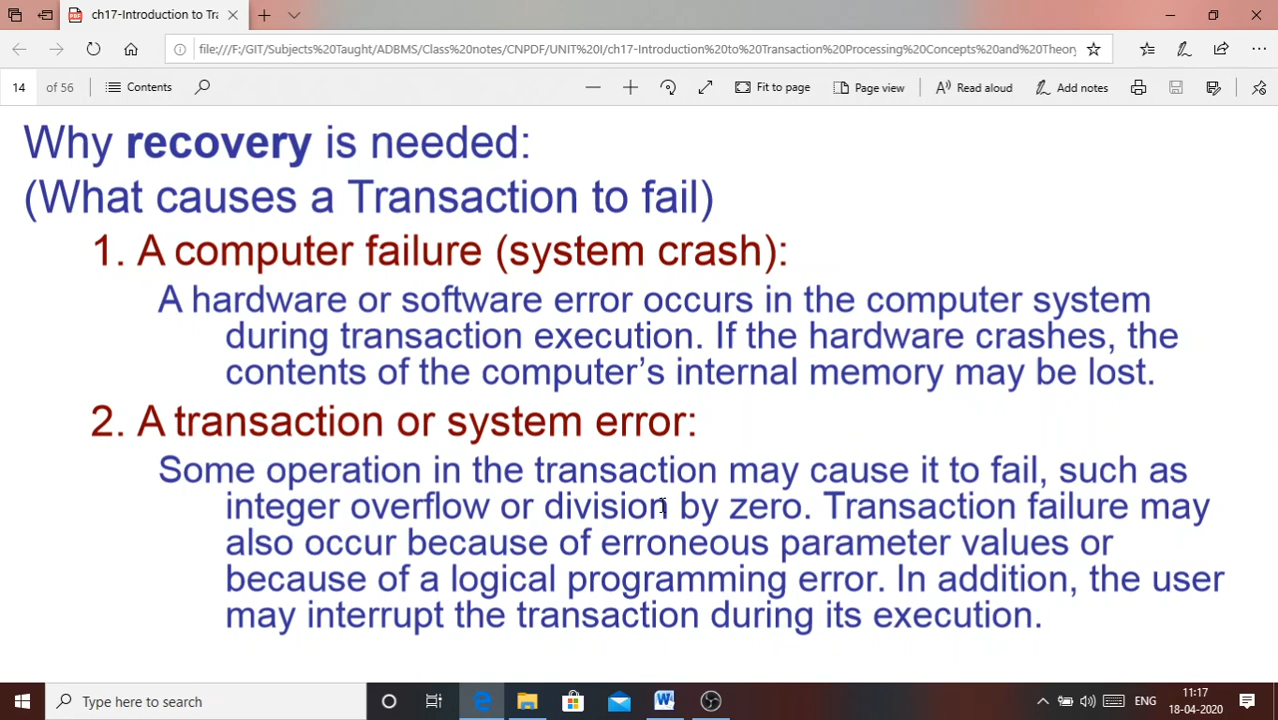 ch17-Introduction to Tra
file:///F:/GIT/Subjects%20Taught/ADBMS/Class%20notes/CNPDF/UNIT%20I/ch17-Introduction%20to%20Transaction%20Processing%20Concepts%20and%20Theory
14 of 56 Contents Fit to page Page view Read aloud Add notes
Why recovery is needed:
(What causes a Transaction to fail)
1. A computer failure (system crash):
A hardware or software error occurs in the computer system
during transaction execution. If the hardware crashes, the
contents of the computer’s internal memory may be lost.
2. A transaction or system error:
Some operation in the transaction may cause it to fail, such as
integer overflow or division by zero. Transaction failure may
also occur because of erroneous parameter values or
because of a logical programming error. In addition, the user
may interrupt the transaction during its execution.
Type here to search
ENG
11:17
18-04-2020